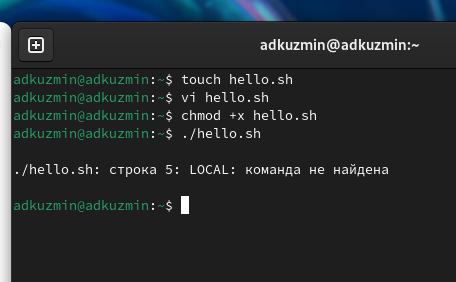 adkuzmin@adkuzmin:~
adkuzmin@adkuzmin:~$ touch hello.sh
adkuzmin@adkuzmin:~$ vi hello.sh
adkuzmin@adkuzmin:~$ chmod +x hello.sh
adkuzmin@adkuzmin:~$ ./hello.sh
./hello.sh: строка 5: LOCAL: команда не найдена
adkuzmin@adkuzmin:~$